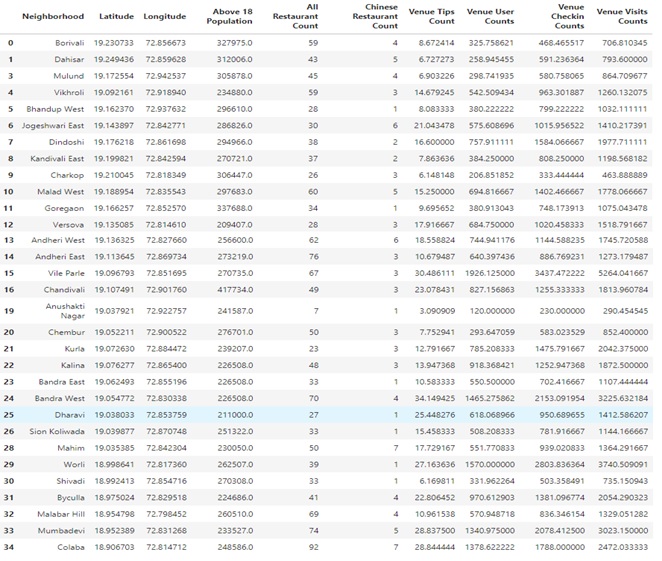 Neighborhood Latitude Longitude Above 18 Population All Restaurant Count Chinese Restaurant Count Venue Tips Count Venue User Counts Venue Checkin Counts Venue Visits Counts
0 Borivali 19.230733 72.856673 327975.0 59 4 8.672414 325.758621 468.465517 706.810345
1 Dahisar 19.249436 72.859628 312006.0 43 5 6.727273 258.945455 591.236364 793.600000
3 Mulund 19.172554 72.942537 305878.0 45 4 6.903226 298.741935 580.758065 864.709677
4 Vikhroli 19.092161 72.918940 234880.0 59 3 14.679245 542.509434 963.301887 1260.132075
5 Bhandup West 19.162370 72.937632 296610.0 28 1 8.083333 380.222222 799.222222 1032.111111
6 Jogeshwari East 19.143897 72.842771 286826.0 30 6 21.043478 575.608696 1015.956522 1410.217391
7 Dindoshi 19.176218 72.861698 294966.0 38 2 16.600000 757.911111 1584.066667 1977.711111
8 Kandivali East 19.199821 72.842594 270721.0 37 2 7.863636 384.250000 808.250000 1198.568182
9 Charkop 19.210045 72.818349 306447.0 26 3 6.148148 206.851852 333.444444 463.888889
10 Malad West 19.188954 72.835543 297683.0 60 5 15.250000 694.816667 1402.466667 1778.066667
11 Goregaon 19.166257 72.852570 337688.0 34 1 9.695652 380.913043 748.173913 1075.043478
12 Versova 19.135085 72.814610 209407.0 28 3 17.916667 684.750000 1020.458333 1518.791667
13 Andheri West 19.136325 72.827660 256600.0 62 6 18.558824 744.941176 1144.588235 1745.720588
14 Andheri East 19.113645 72.869734 273219.0 76 3 10.679487 640.397436 886.769231 1273.179487
15 Vile Parle 19.096793 72.851695 270735.0 67 3 30.486111 1926.125000 3437.472222 5264.041667
16 Chandivali 19.107491 72.901760 417734.0 49 3 23.078431 827.156863 1255.333333 1813.960784
19 Anushakti Nagar 19.037921 72.922757 241587.0 7 1 3.090909 120.000000 230.000000 290.454545
20 Chembur 19.052211 72.900522 276701.0 50 3 7.752941 293.647059 583.023529 852.400000
21 Kurla 19.072630 72.884472 239207.0 23 3 12.791667 785.208333 1475.791667 2042.375000
22 Kalina 19.076277 72.865400 226508.0 48 3 13.947368 918.368421 1252.947368 1872.500000
23 Bandra East 19.062493 72.855196 226508.0 33 1 10.583333 550.500000 702.416667 1107.444444
24 Bandra West 19.054772 72.830338 226508.0 70 4 34.149425 1465.275862 2153.091954 3225.632184
25 Dharavi 19.038033 72.853759 211000.0 27 1 25.448276 618.068966 950.689655 1412.586207
26 Sion Koliwada 19.039877 72.870748 251322.0 33 1 15.458333 508.208333 781.916667 1144.166667
28 Mahim 19.035385 72.842304 230050.0 50 7 17.729167 551.770833 939.020833 1364.291667
29 Worli 18.998641 72.817360 262507.0 39 1 27.163636 1570.000000 2803.836364 3740.509091
30 Shivadi 18.992413 72.854716 270308.0 33 1 6.169811 331.962264 503.358491 735.150943
31 Byculla 18.975024 72.829518 224686.0 41 4 22.806452 970.612903 1381.096774 2054.290323
32 Malabar Hill 18.954798 72.798452 260510.0 69 4 10.961538 570.948718 836.346154 1329.051282
33 Mumbadevi 18.952389 72.831268 233527.0 74 5 28.837500 1340.975000 2078.412500 3023.150000
34 Colaba 18.906703 72.814712 248586.0 92 7 28.844444 1378.622222 1788.000000 2472.033333